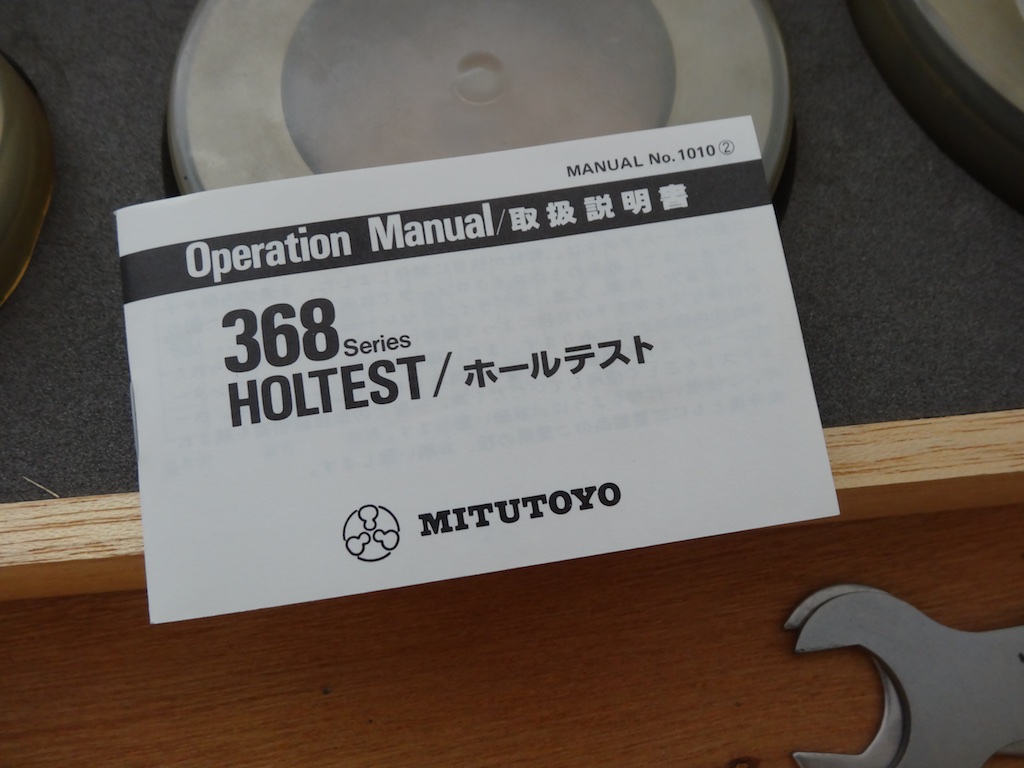 MANUAL No.1010②
Operation Manual/取扱説明書
368 Series
HOLTEST/ホールテスト
MITUTOYO